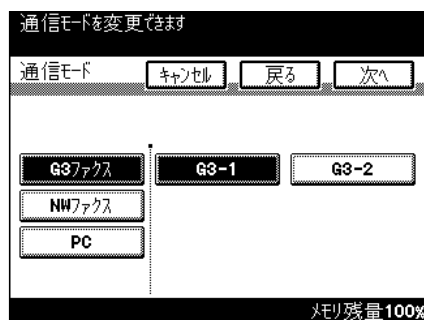 通信ﾓｰﾄﾞを変更できます
通信ﾓｰﾄﾞ ｷｬﾝｾﾙ 戻る 次へ
G3ﾌｧｸｽ G3-1 G3-2
NWﾌｧｸｽ
PC
ﾒﾓﾘ残量100%